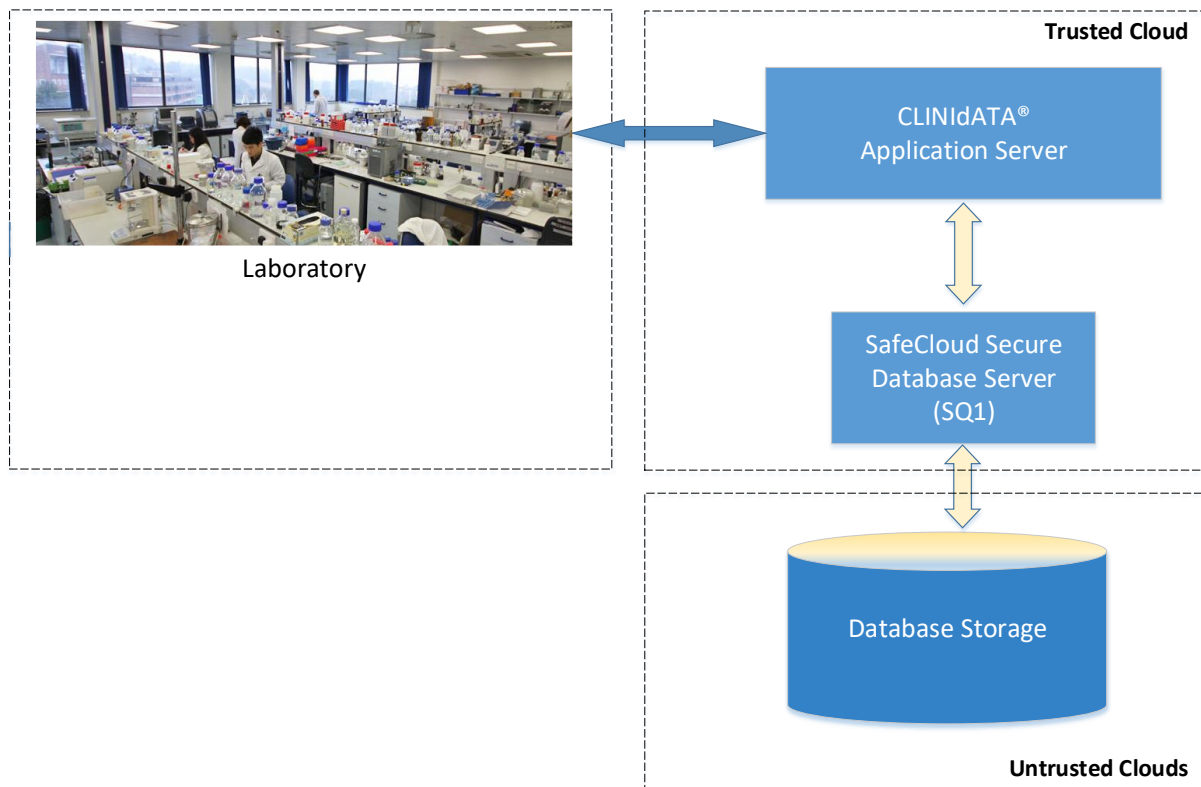 Trusted Cloud
CLINIdATA®
Application Server
Laboratory
SafeCloud Secure
Database Server
(SQ1)
Database Storage
Untrusted Clouds